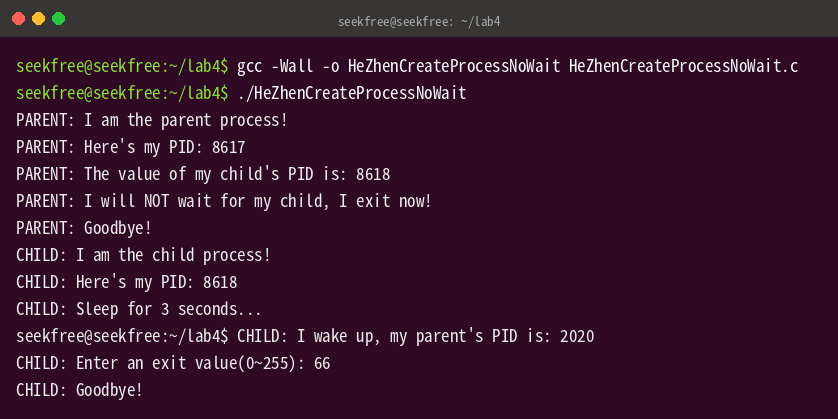 seekfree@seekfree: ~/lab4
seekfree@seekfree:~/lab4$ gcc -Wall -o HeZhenCreateProcessNoWait HeZhenCreateProcessNoWait.c
seekfree@seekfree:~/lab4$ ./HeZhenCreateProcessNoWait
PARENT: I am the parent process!
PARENT: Here's my PID: 8617
PARENT: The value of my child's PID is: 8618
PARENT: I will NOT wait for my child, I exit now!
PARENT: Goodbye!
CHILD: I am the child process!
CHILD: Here's my PID: 8618
CHILD: Sleep for 3 seconds...
seekfree@seekfree:~/lab4$ CHILD: I wake up, my parent's PID is: 2020
CHILD: Enter an exit value(0~255): 66
CHILD: Goodbye!